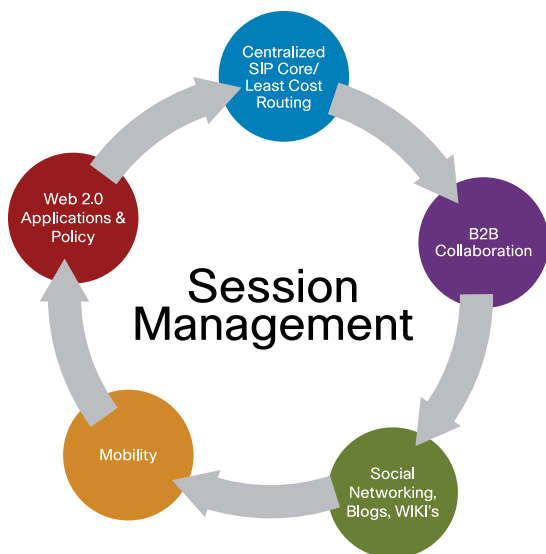 Centralized
SIP Core/
Least Cost
Routing
B2B
Collaboration
Social
Networking,
Blogs, WIKI's
Mobility
Web 2.0
Applications &
Policy
Session
Management